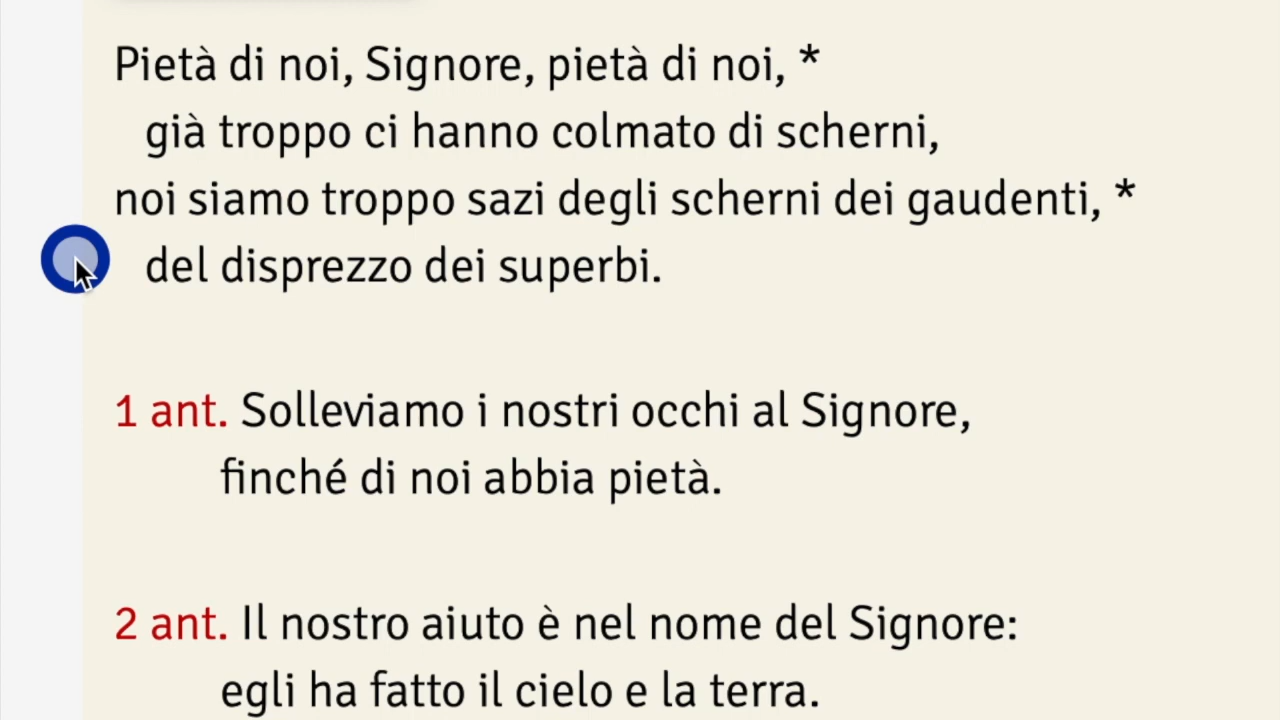 Pietà di noi, Signore, pietà di noi, *
già troppo ci hanno colmato di scherni,
noi siamo troppo sazi degli scherni dei gaudenti, *
del disprezzo dei superbi.
1 ant. Solleviamo i nostri occhi al Signore,
finché di noi abbia pietà.
2 ant. Il nostro aiuto è nel nome del Signore:
egli ha fatto il cielo e la terra.